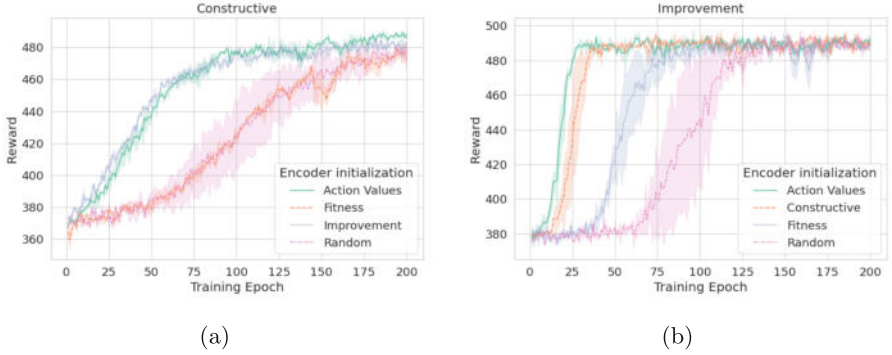 Constructive
480
460
440
420
400
380
360
Reward
0 25 50 75 100 125 150 175 200
Training Epoch
Encoder initialization
Action Values
Fitness
Improvement
Random
(a)
Improvement
500
480
460
440
420
400
380
Reward
0 25 50 75 100 125 150 175 200
Training Epoch
Encoder initialization
Action Values
Constructive
Fitness
Random
(b)